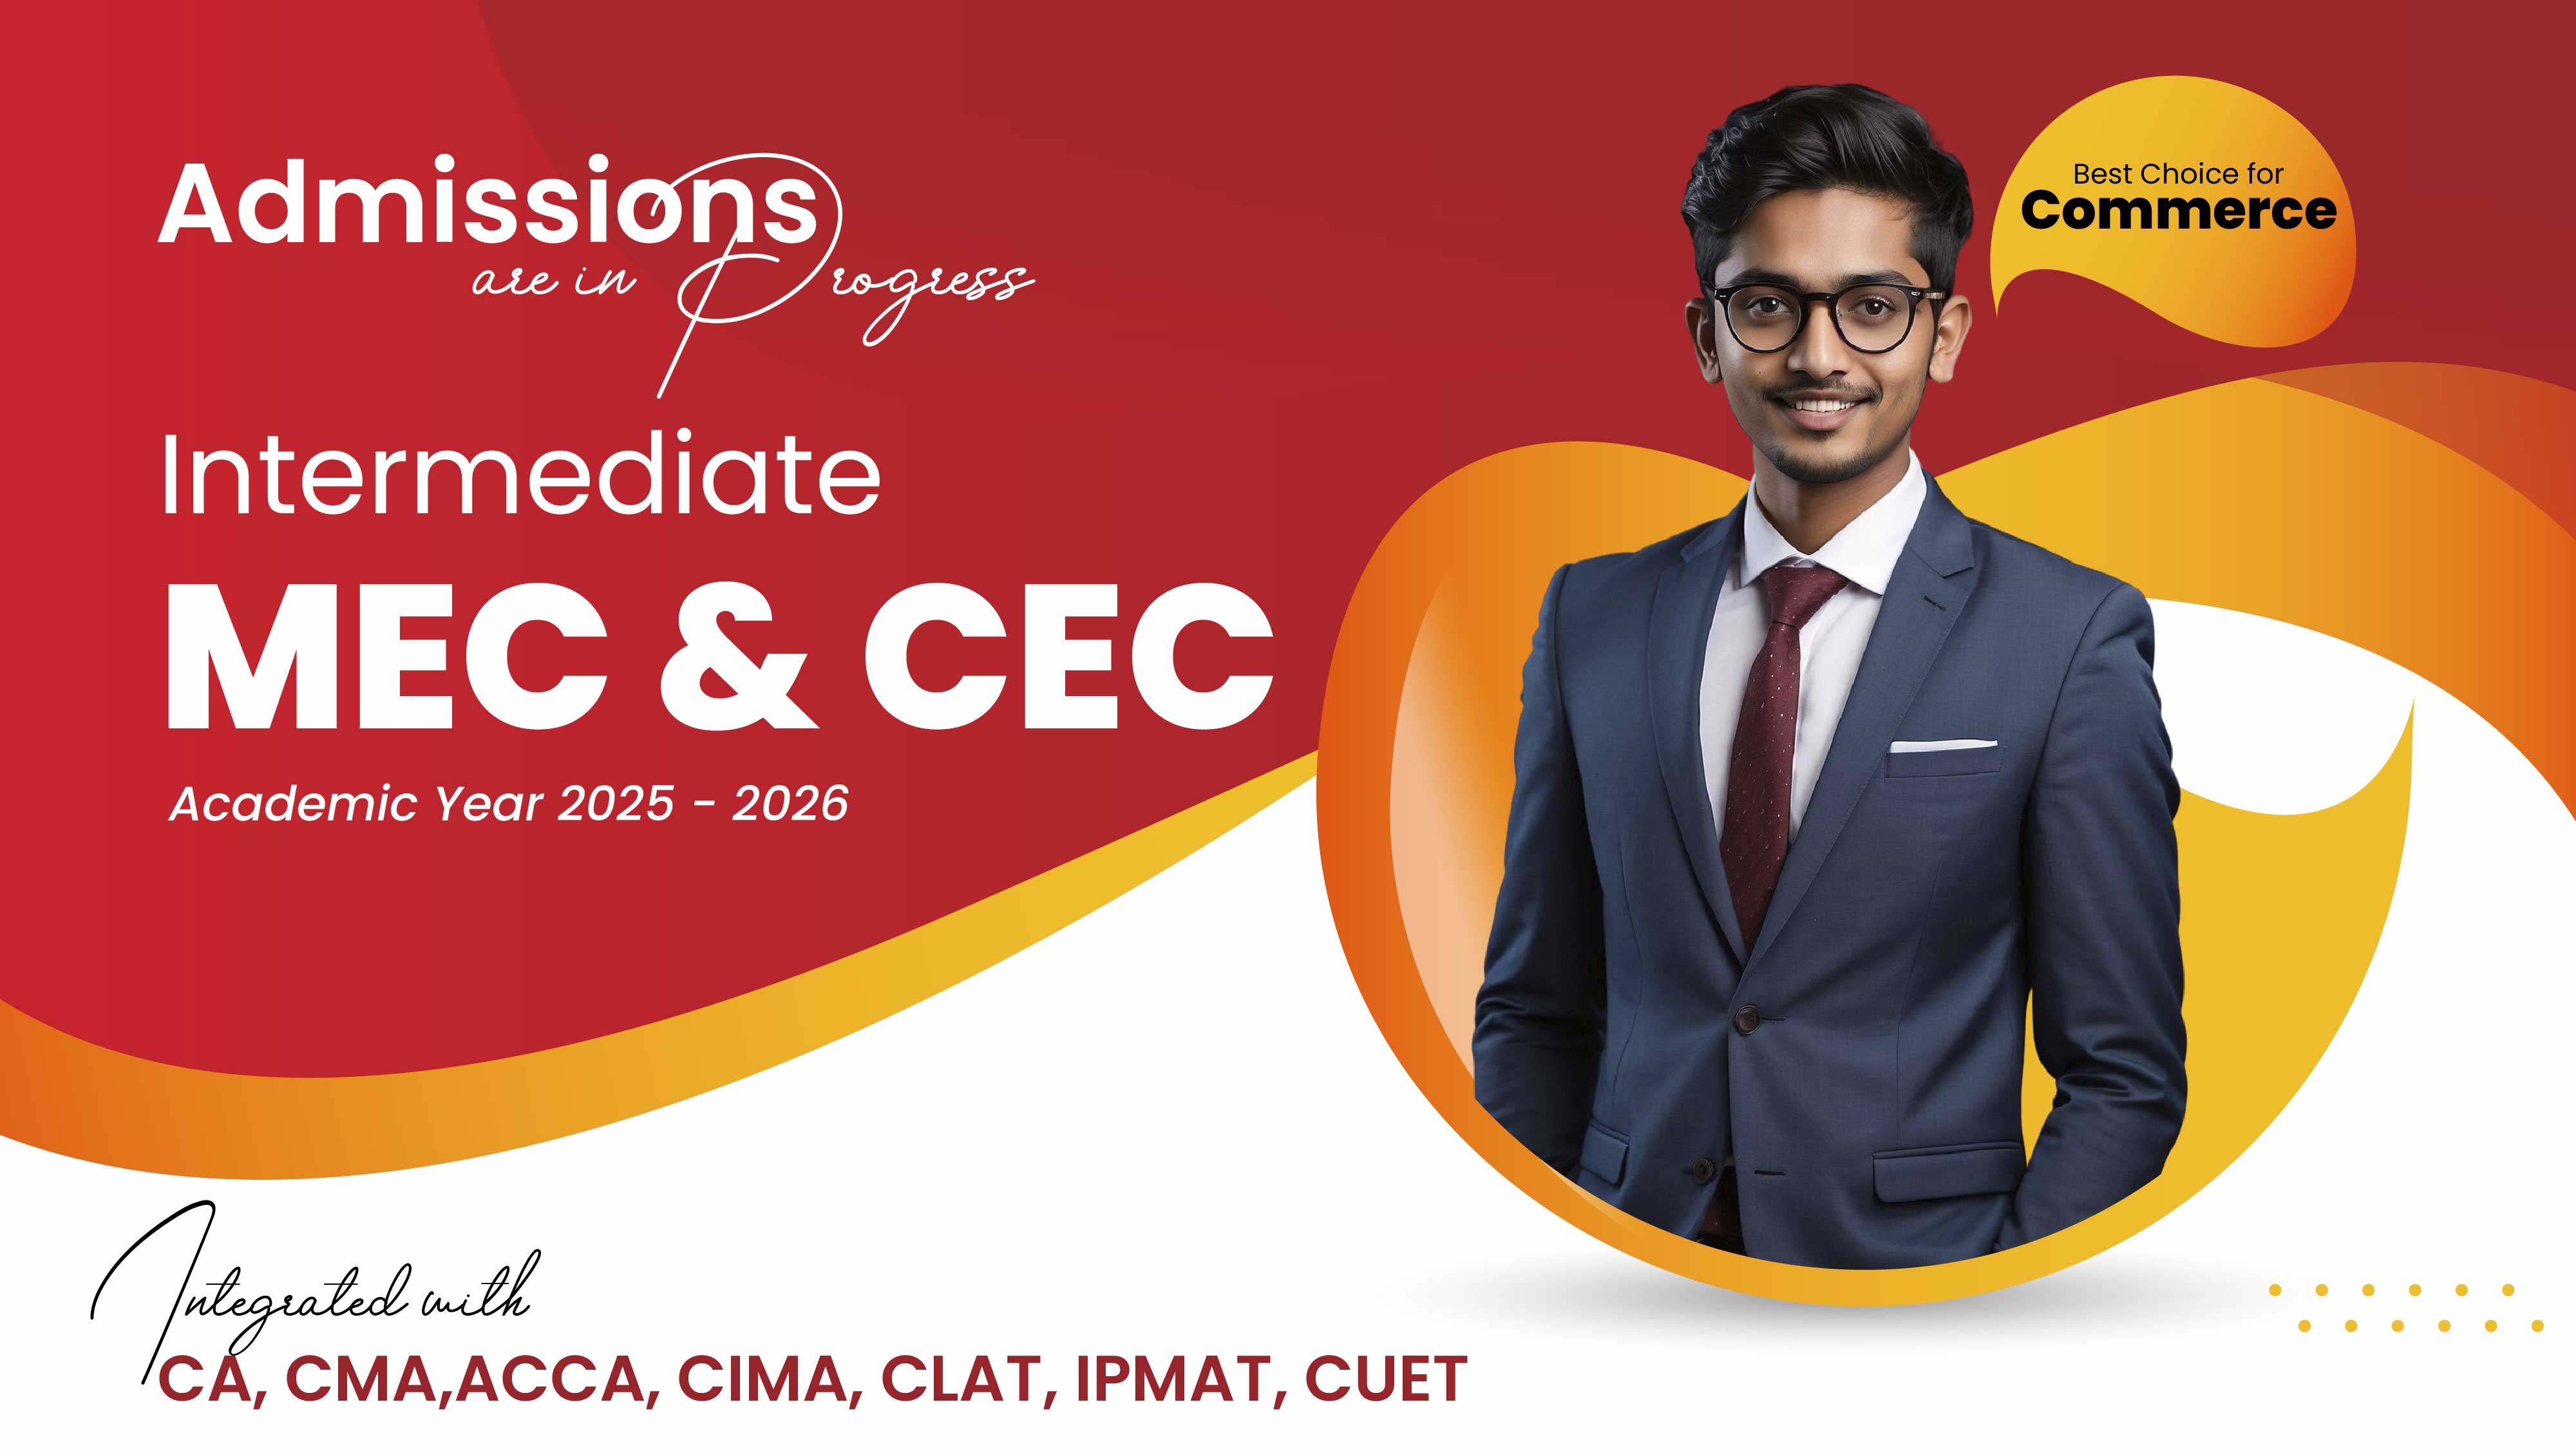 Admissions
are in Progress
Intermediate
MEC & CEC
Academic Year 2025 - 2026
Best Choice for
Commerce
Integrated with
CA, CMA,ACCA, CIMA, CLAT, IPMAT, CUET